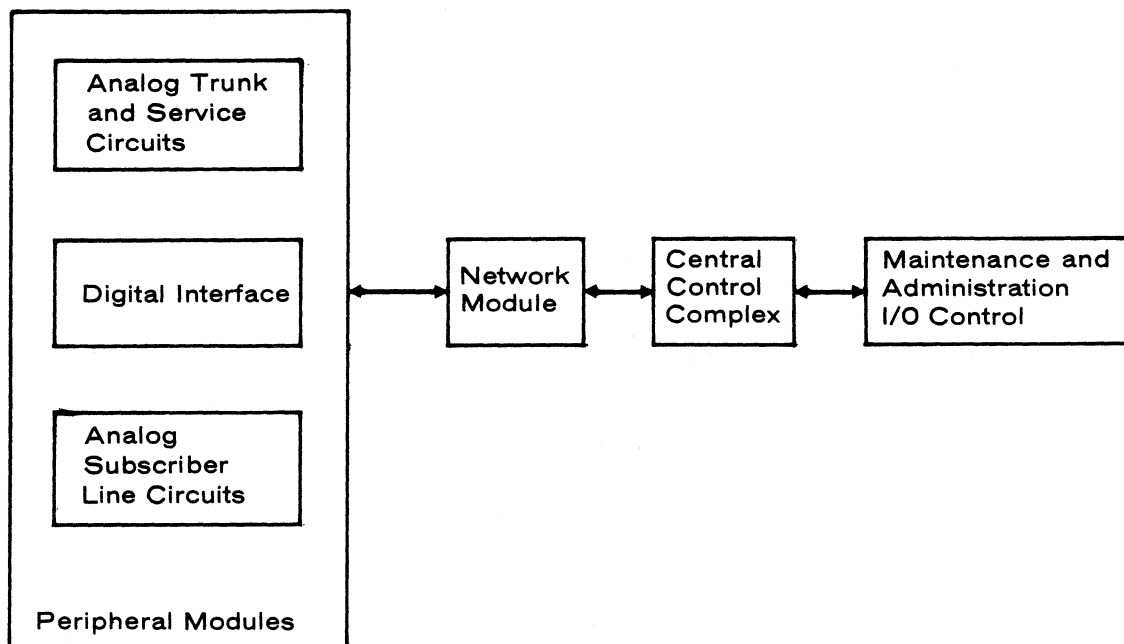 Analog Trunk
and Service
Circuits
Digital Interface
Analog
Subscriber
Line Circuits
Peripheral Modules
Network
Module
Central
Control
Complex
Maintenance and
Administration
I/O Control